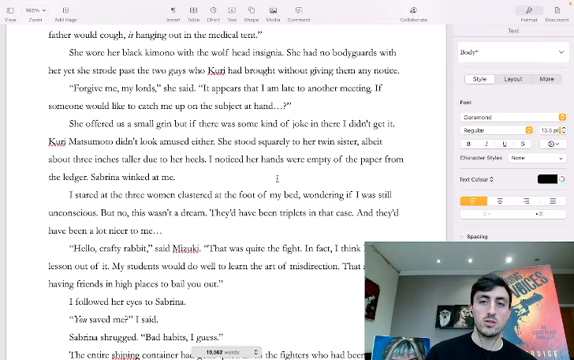 100%
View
Zoom
Add Page
Insert
Table
Chart
Text
Shape
Media
Comment
Collaborate
Format
Document
father would cough, is hanging out in the medical tent.”
She wore her black kimono with the wolf head insignia. She had no bodyguards with
her yet she strode past the two guys who Kuri had brought without giving them any notice.
“Forgive me, my lords,” she said. “It appears that I am late to another meeting. If
someone would like to catch me up on the subject at hand…?”
She offered us a small grin but if there was some kind of joke in there I didn’t get it.
Kuri Matsumoto didn’t look amused either. She stood squarely to her twin sister, albeit
about three inches taller due to her heels. I noticed her hands were empty of the paper from
the ledger. Sabrina winked at me.
I stared at the three women clustered at the foot of my bed, wondering if I was still
unconscious. But no, this wasn’t a dream. They’d have been triplets in that case. And they’d
have been a lot nicer to me…
“Hello, crafty rabbit,” said Mizuki. “That was quite the fight. In fact, I think
lesson out of it. My students would do well to learn the art of misdirection. That
having friends in high places to bail you out.”
I followed her eyes to Sabrina.
“You saved me?” I said.
Sabrina shrugged. “Bad habits, I guess.”
The entire shipping container had
the fighters who had been
Text
Body*
Style
Layout
More
Font
Garamond
Regular
13.5 pt
B
I
U
S
Character Styles
None
Text Colour
Spacing
VOICES